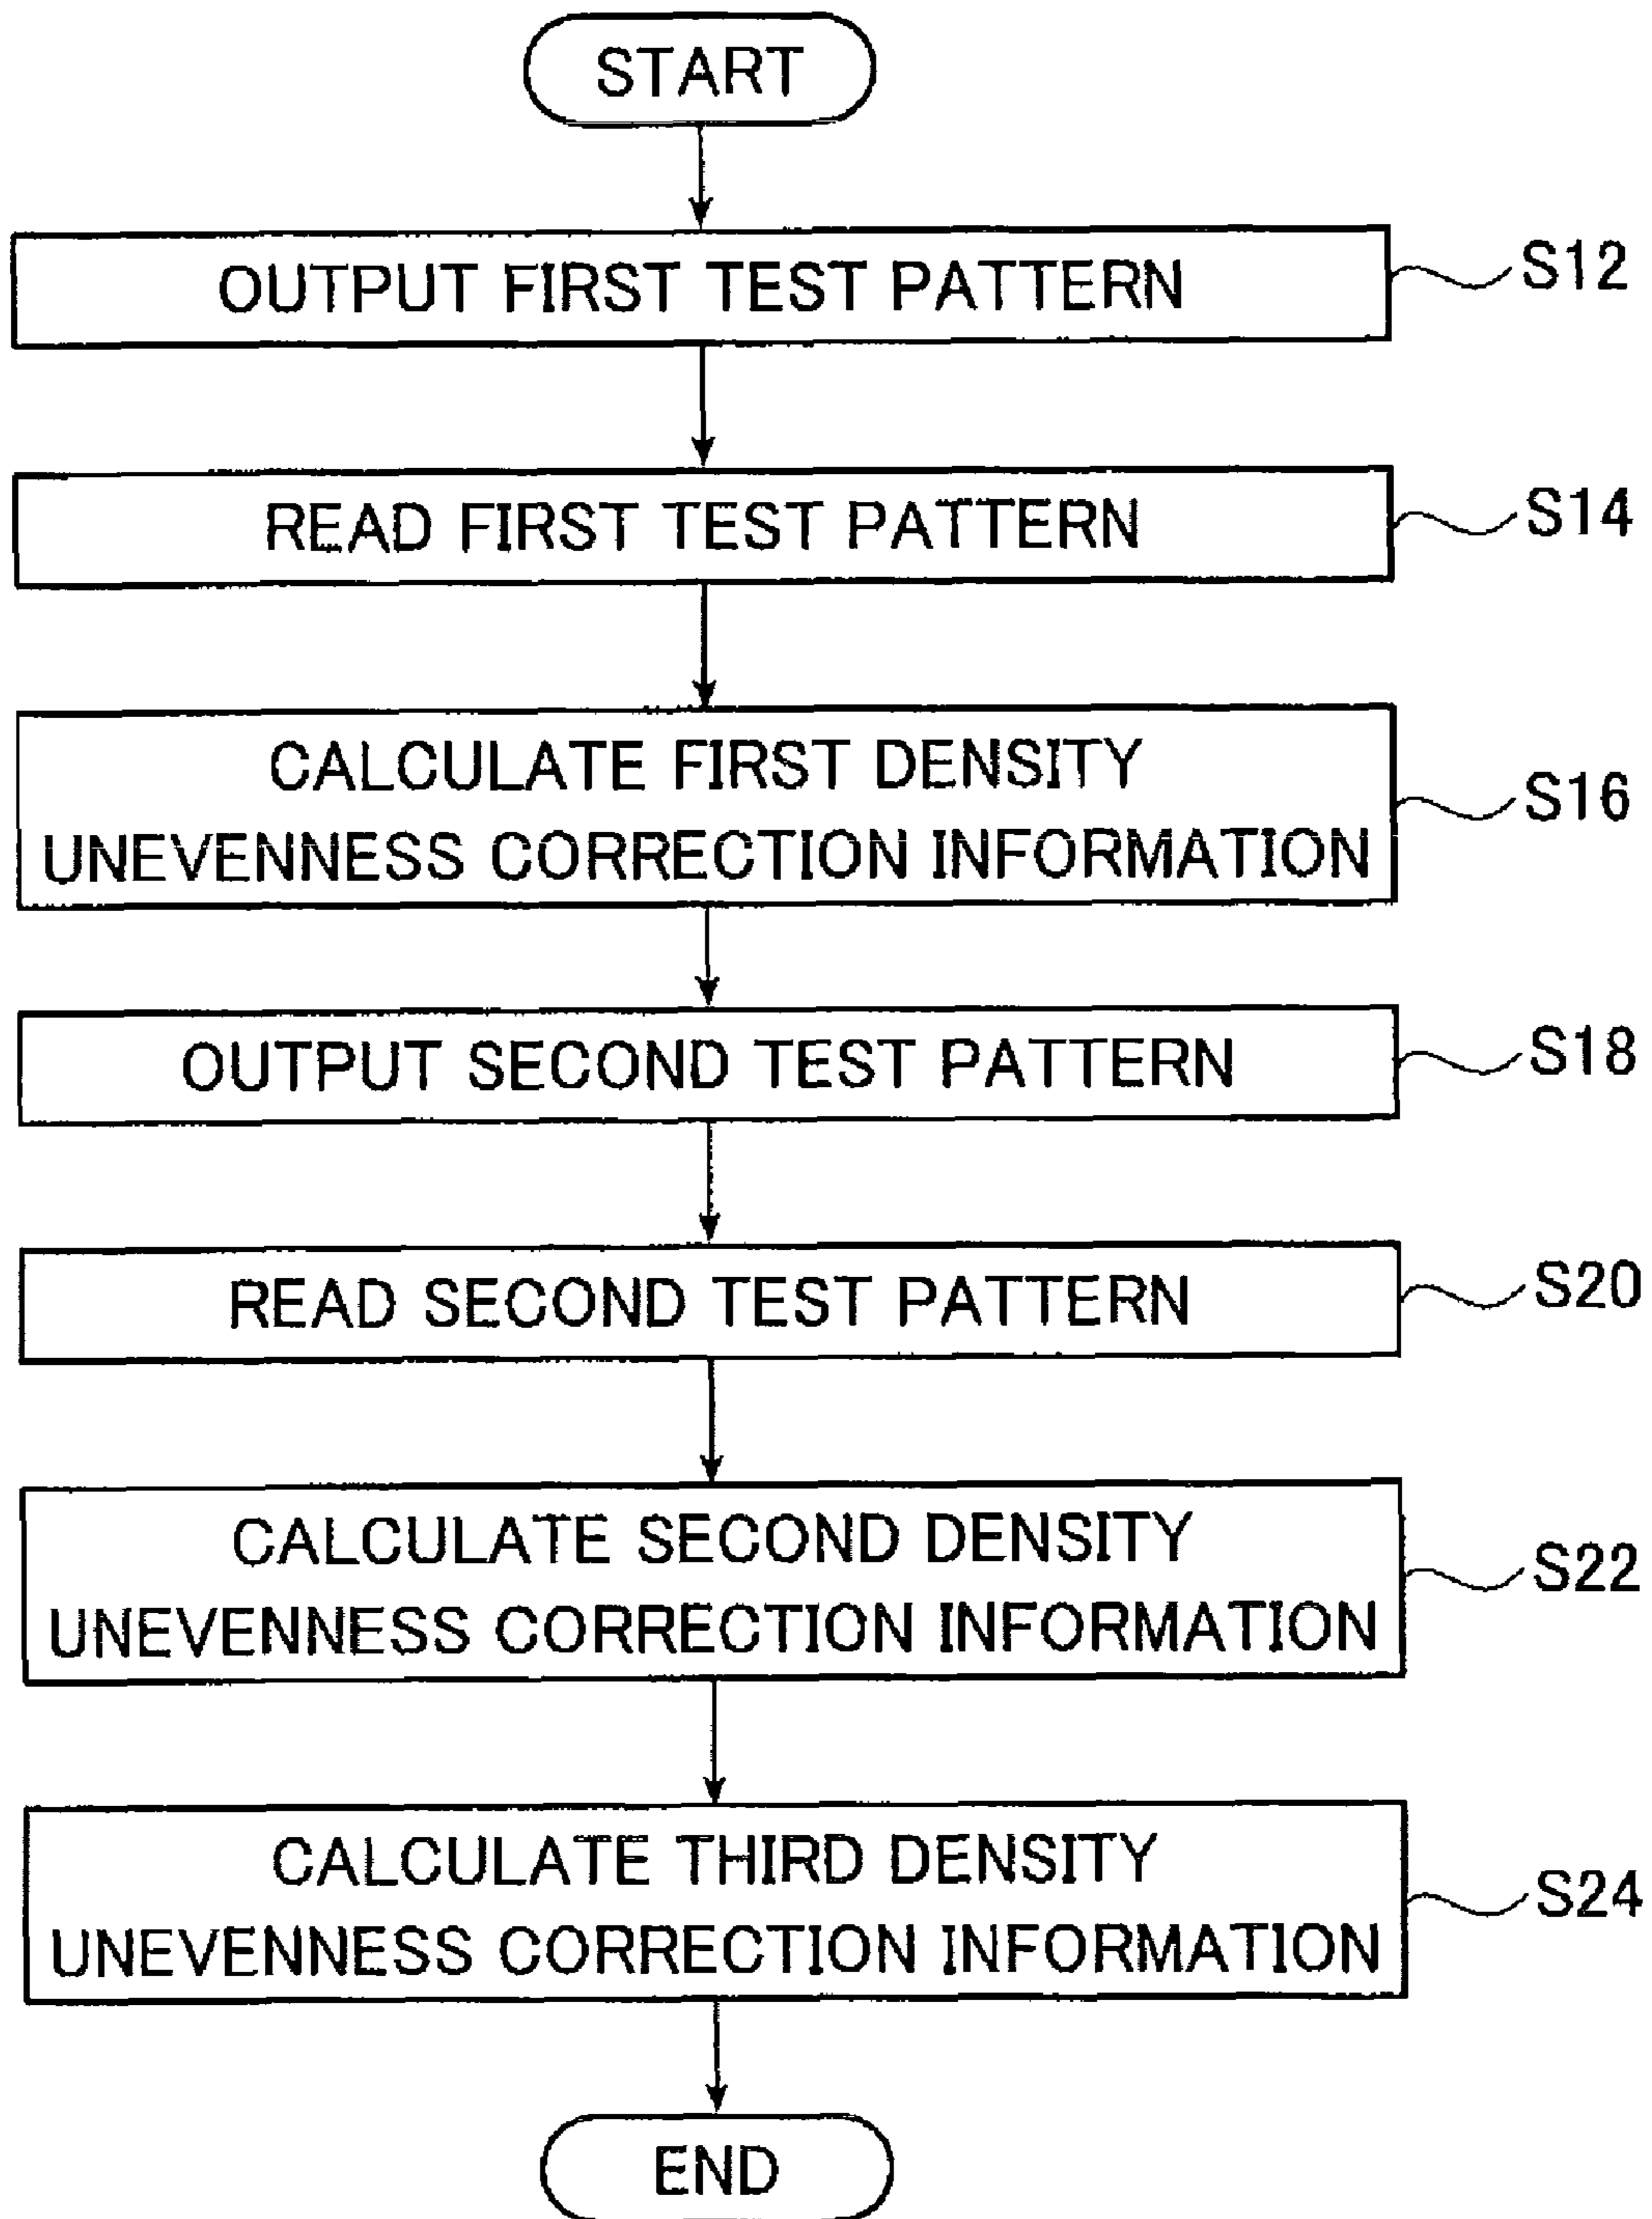 START
OUTPUT FIRST TEST PATTERN
S12
READ FIRST TEST PATTERN
S14
CALCULATE FIRST DENSITY
UNEVENNESS CORRECTION INFORMATION
S16
OUTPUT SECOND TEST PATTERN
S18
READ SECOND TEST PATTERN
S20
CALCULATE SECOND DENSITY
UNEVENNESS CORRECTION INFORMATION
S22
CALCULATE THIRD DENSITY
UNEVENNESS CORRECTION INFORMATION
S24
END